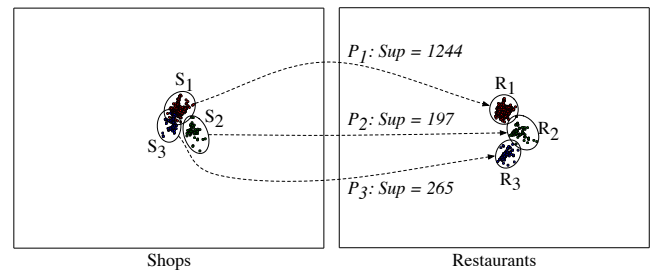 P1: Sup = 1244
S1
R1
S2
P2: Sup = 197
R2
S3
R3
P3: Sup = 265
Shops
Restaurants